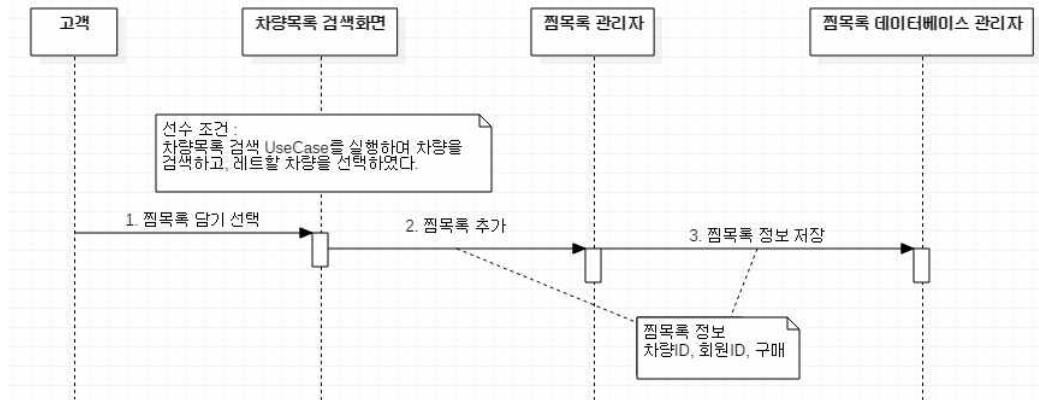 고객
차량목록 검색화면
찜목록 관리자
찜목록 데이터베이스 관리자
선수 조건 :
차량목록 검색 UseCase를 실행하며 차량을
검색하고, 레트할 차량을 선택하였다.
1. 찜목록 담기 선택
2. 찜목록 추가
3. 찜목록 정보 저장
찜목록 정보
차량ID, 회원ID, 구매